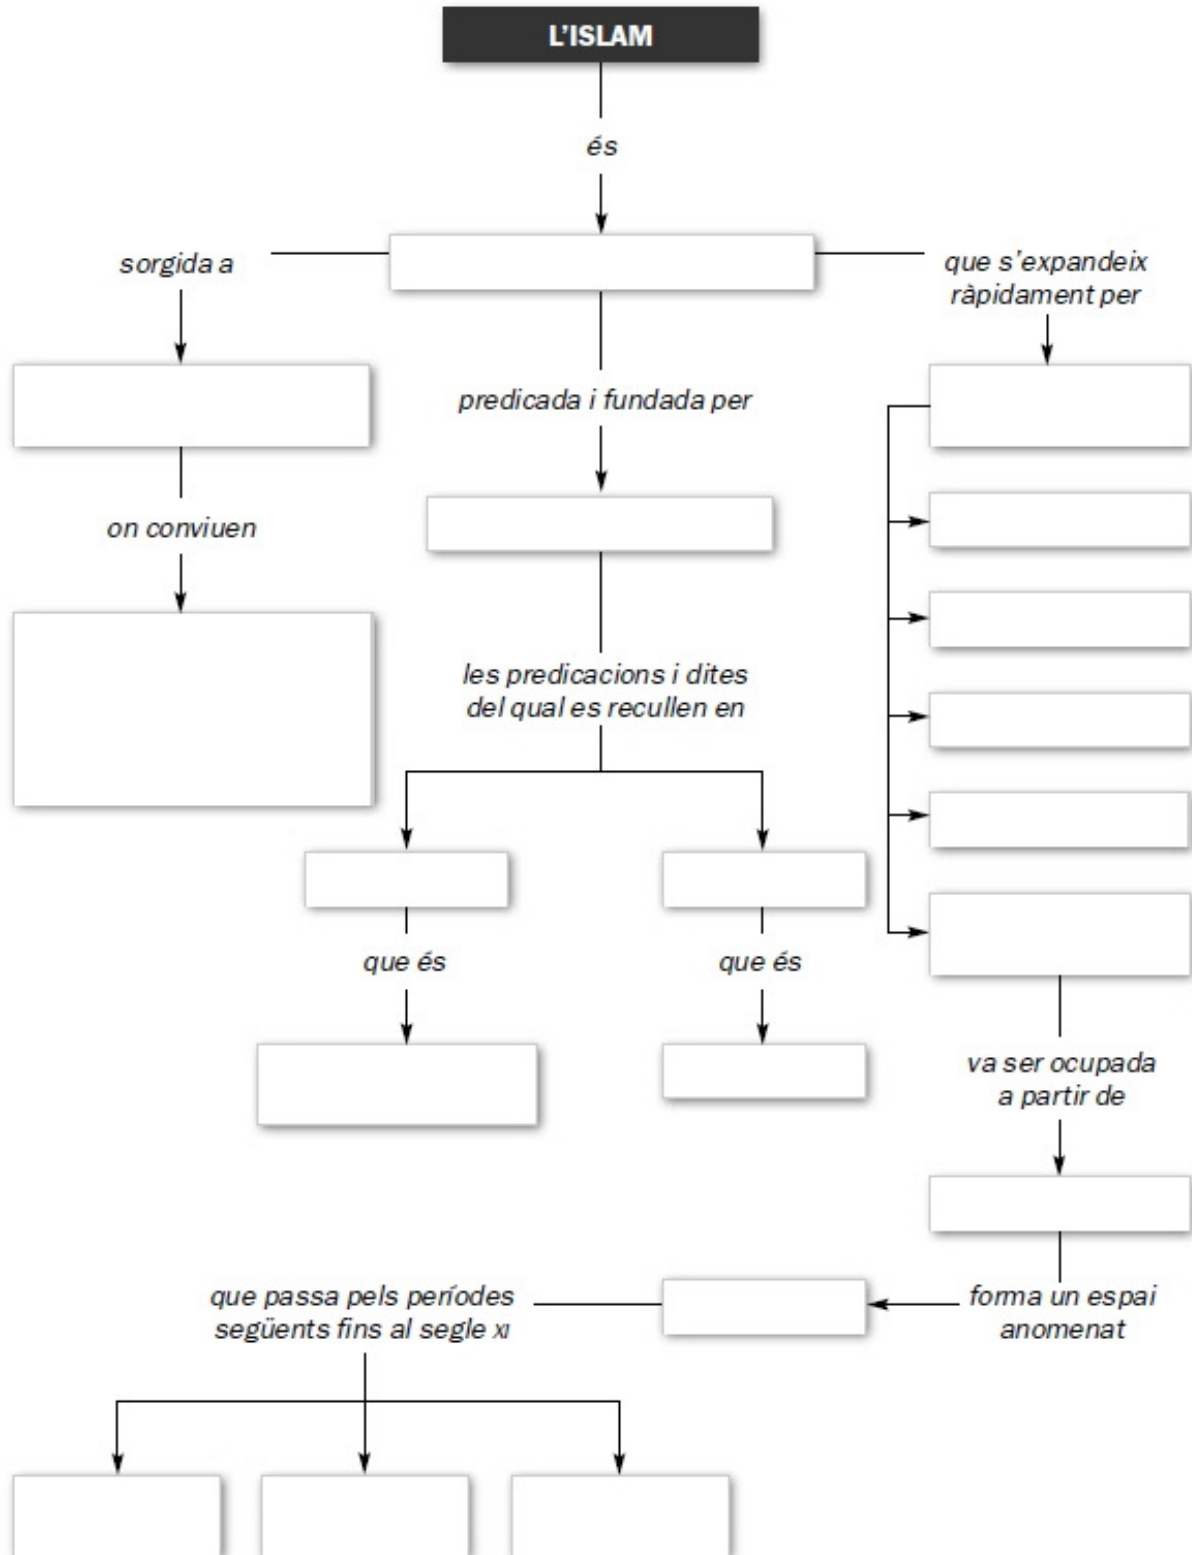 L'ISLAM
és
sorgida a
que s'expandeix
ràpidament per
predicada i fundada per
on conviuen
les predicacions i dites
del qual es recullen en
que és
que és
va ser ocupada
a partir de
que passa pels períodes
següents fins al segle XI
forma un espai
anomenat